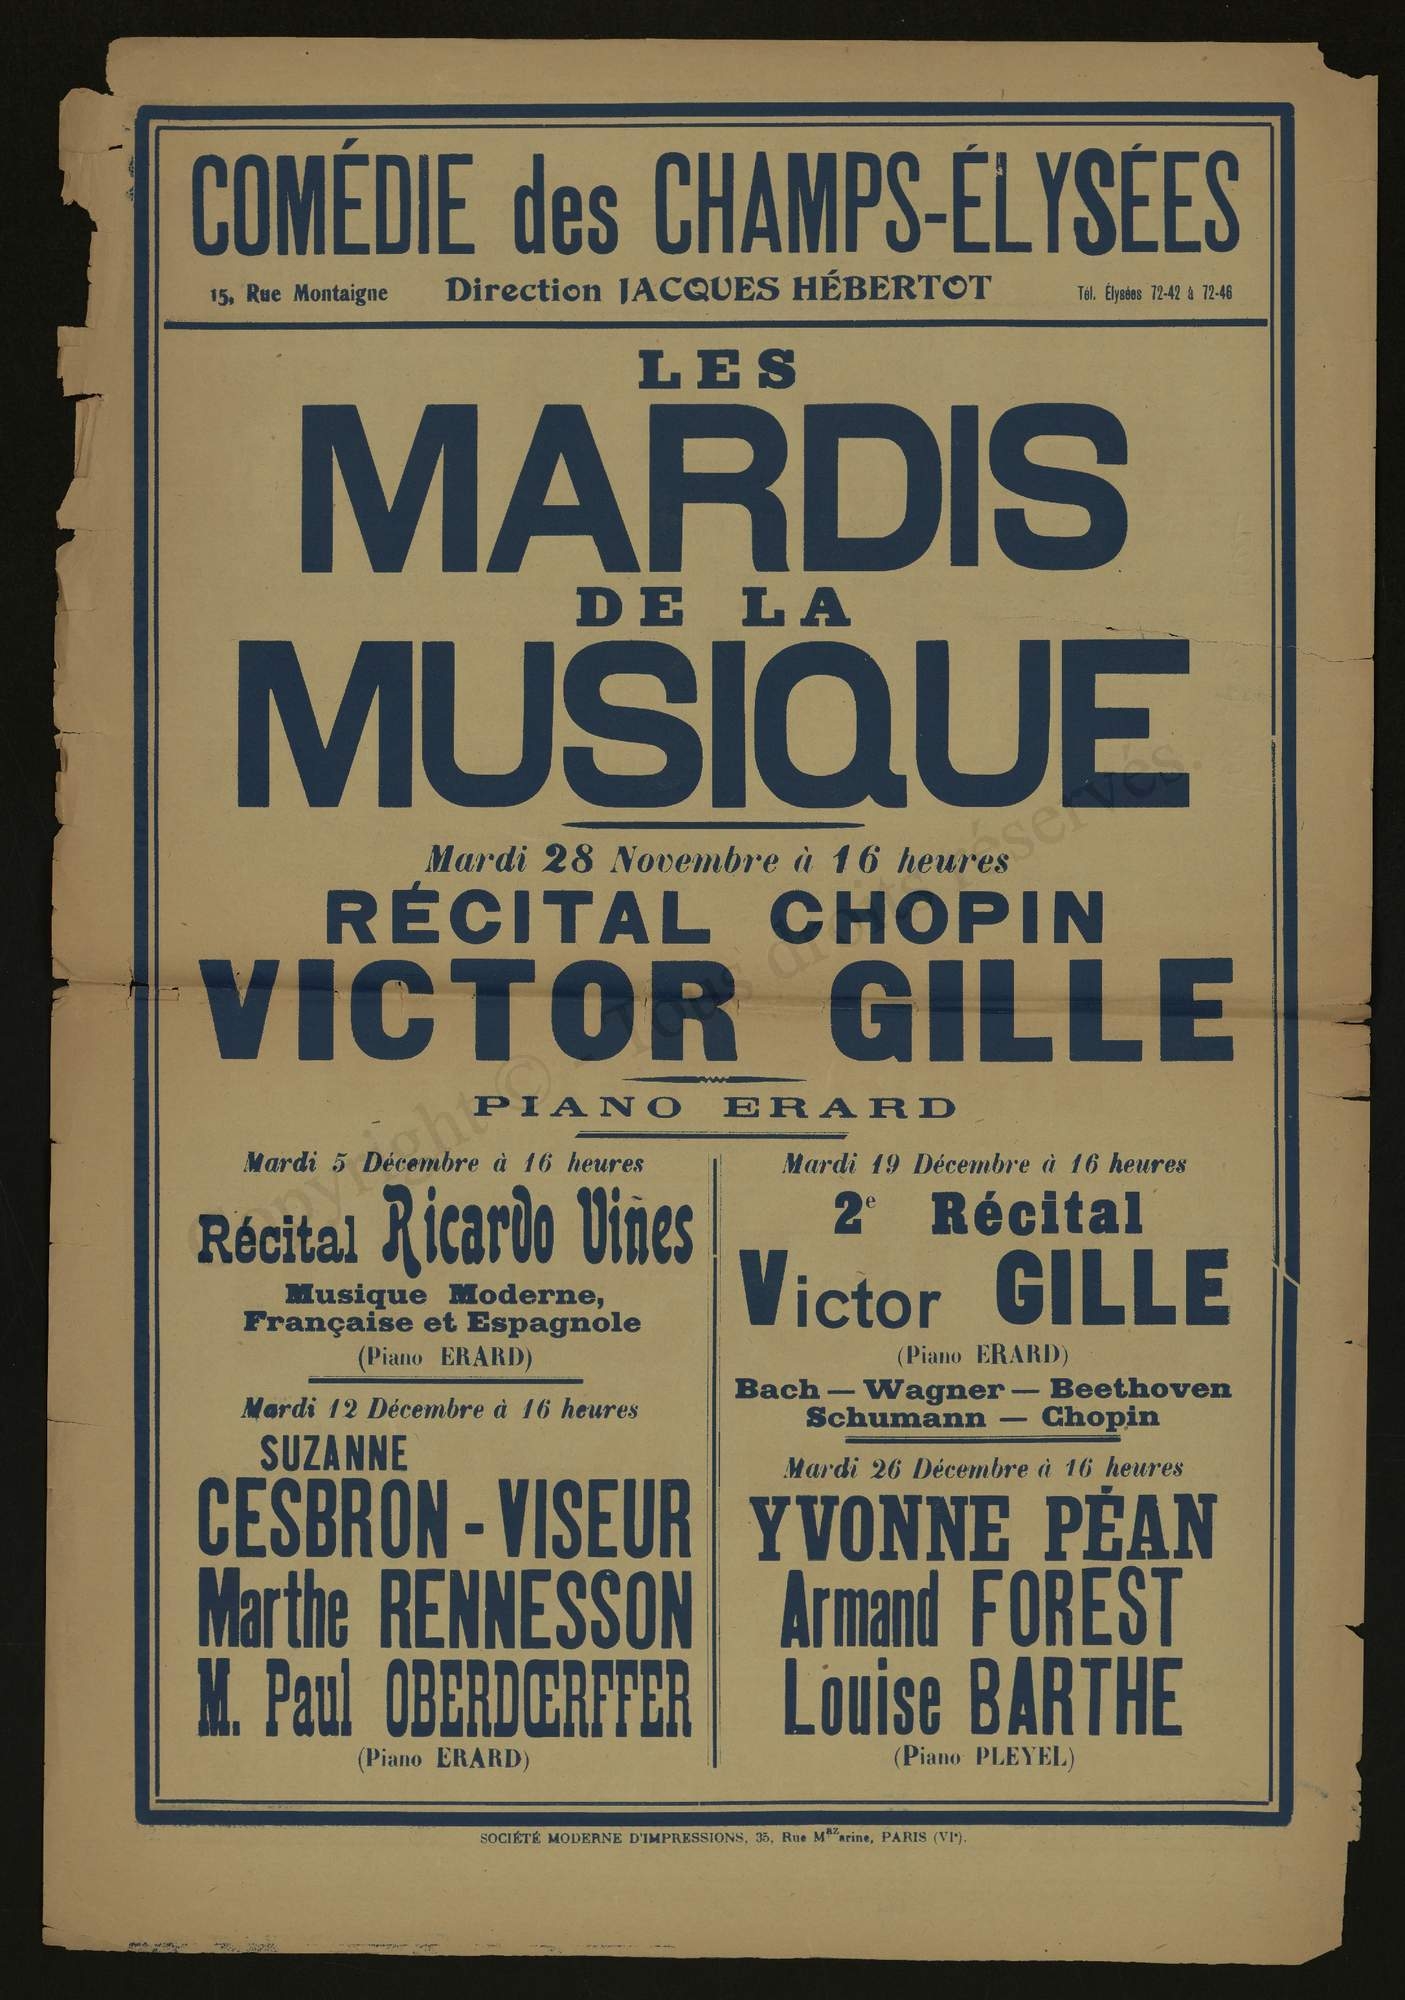 COMÉDIE des CHAMPS-ÉLYSÉES
15, Rue Montaigne Direction JACQUES HÉBERTOT Tél. Élysées 72-42 à 72-46
LES
MARDIS
DE LA
MUSIQUE
Mardi 28 Novembre à 16 heures
RÉCITAL CHOPIN
VICTOR GILLE
PIANO ERARD
Mardi 5 Décembre à 16 heures
Récital Ricardo Viñes
Musique Moderne,
Française et Espagnole
(Piano ERARD)
Mardi 12 Décembre à 16 heures
SUZANNE
CESBRON - VISEUR
Marthe RENNESSON
M. Paul OBERDŒRFFER
(Piano ERARD)
Mardi 19 Décembre à 16 heures
2e Récital
Victor GILLE
(Piano ERARD)
Bach — Wagner — Beethoven
Schumann — Chopin
Mardi 26 Décembre à 16 heures
YVONNE PÉAN
Armand FOREST
Louise BARTHE
(Piano PLEYEL)
SOCIÉTÉ MODERNE D'IMPRESSIONS, 35, Rue Mazarine, PARIS (VIe).
Copyright © - Tous droits réservés.